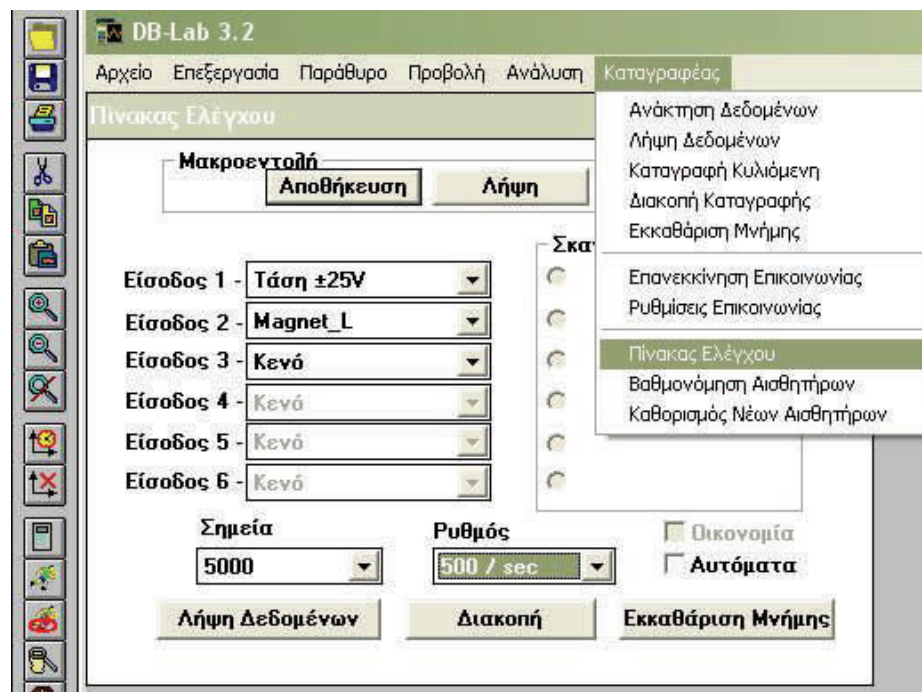 DB-Lab 3.2
Αρχείο Επεξεργασία Παράθυρο Προβολή Ανάλυση Καταγραφέας
Πίνακας Ελέγχου
Μακροεντολή
Αποθήκευση Λήψη
Είσοδος 1 - Τάση ±25V
Είσοδος 2 - Magnet_L
Είσοδος 3 - Κενό
Είσοδος 4 - Κενό
Είσοδος 5 - Κενό
Είσοδος 6 - Κενό
Σκα
Σημεία
5000
Ρυθμός
500 / sec
Οικονομία
Αυτόματα
Λήψη Δεδομένων Διακοπή Εκκαθάριση Μνήμης
Ανάκτηση Δεδομένων
Λήψη Δεδομένων
Καταγραφή Κυλιόμενη
Διακοπή Καταγραφής
Εκκαθάριση Μνήμης
Επανεκκίνηση Επικοινωνίας
Ρυθμίσεις Επικοινωνίας
Πίνακας Ελέγχου
Βαθμονόμηση Αισθητήρων
Καθορισμός Νέων Αισθητήρων